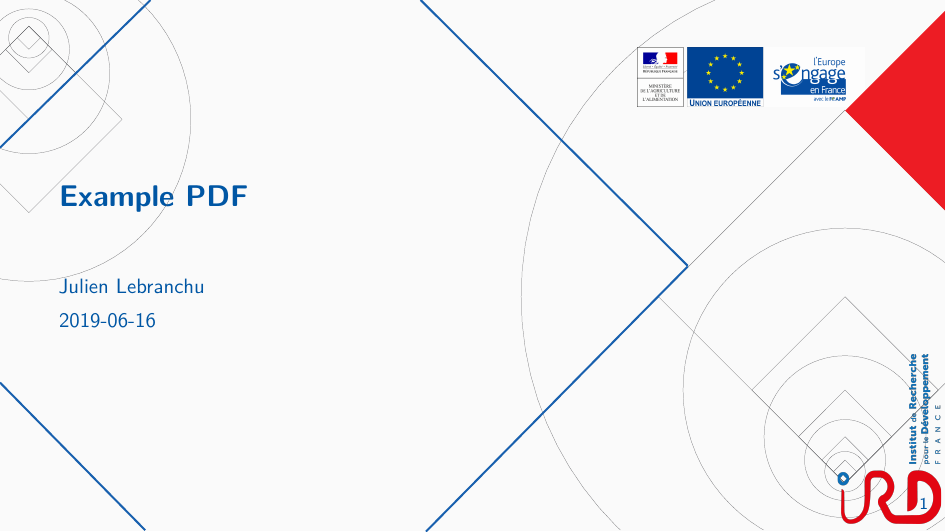 Liberté • Égalité • Fraternité
RÉPUBLIQUE FRANÇAISE
MINISTÈRE
DE L'AGRICULTURE
ET DE
L'ALIMENTATION
UNION EUROPÉENNE
l'Europe
s'engage
en France
avec le FEAMP
Example PDF
Julien Lebranchu
2019-06-16
Institut de Recherche
pour le Développement
FRANCE
IRD
1